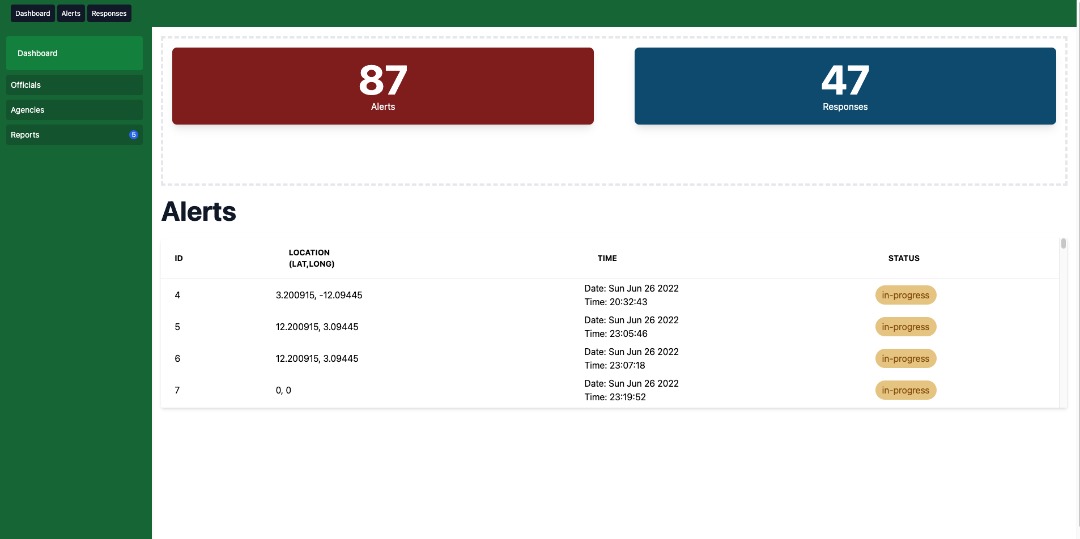 Dashboard Alerts Responses
Dashboard
Officials
Agencies
Reports 5
87
Alerts
47
Responses
Alerts
ID LOCATION (LAT,LONG) TIME STATUS
4 3.200915, -12.09445 Date: Sun Jun 26 2022 Time: 20:32:43 in-progress
5 12.200915, 3.09445 Date: Sun Jun 26 2022 Time: 23:05:46 in-progress
6 12.200915, 3.09445 Date: Sun Jun 26 2022 Time: 23:07:18 in-progress
7 0, 0 Date: Sun Jun 26 2022 Time: 23:19:52 in-progress